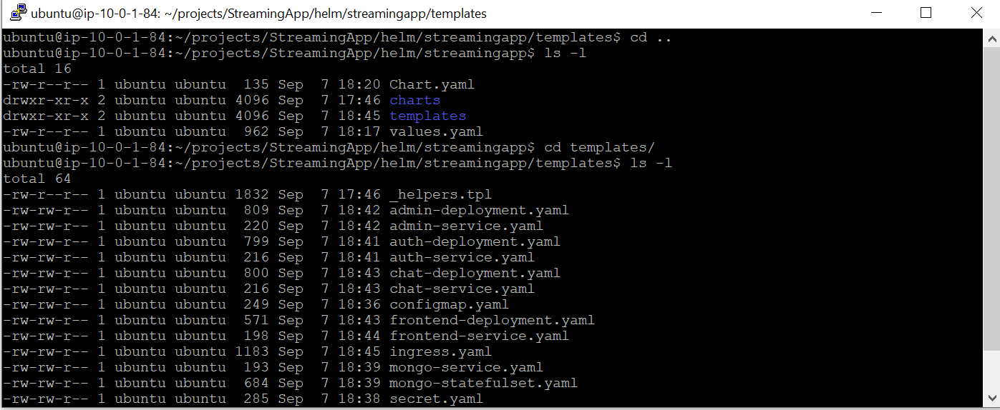 ubuntu@ip-10-0-1-84: ~/projects/StreamingApp/helm/streamingapp/templates
ubuntu@ip-10-0-1-84:~/projects/StreamingApp/helm/streamingapp/templates$ cd ..
ubuntu@ip-10-0-1-84:~/projects/StreamingApp/helm/streamingapp$ ls -l
total 16
-rw-r--r-- 1 ubuntu ubuntu  135 Sep  7 18:20 Chart.yaml
drwxr-xr-x 2 ubuntu ubuntu 4096 Sep  7 17:46 charts
drwxr-xr-x 2 ubuntu ubuntu 4096 Sep  7 18:45 templates
-rw-r--r-- 1 ubuntu ubuntu  962 Sep  7 18:17 values.yaml
ubuntu@ip-10-0-1-84:~/projects/StreamingApp/helm/streamingapp$ cd templates/
ubuntu@ip-10-0-1-84:~/projects/StreamingApp/helm/streamingapp/templates$ ls -l
total 64
-rw-r--r-- 1 ubuntu ubuntu 1832 Sep  7 17:46 _helpers.tpl
-rw-rw-r-- 1 ubuntu ubuntu  809 Sep  7 18:42 admin-deployment.yaml
-rw-rw-r-- 1 ubuntu ubuntu  220 Sep  7 18:42 admin-service.yaml
-rw-rw-r-- 1 ubuntu ubuntu  799 Sep  7 18:41 auth-deployment.yaml
-rw-rw-r-- 1 ubuntu ubuntu  216 Sep  7 18:41 auth-service.yaml
-rw-rw-r-- 1 ubuntu ubuntu  800 Sep  7 18:43 chat-deployment.yaml
-rw-rw-r-- 1 ubuntu ubuntu  216 Sep  7 18:43 chat-service.yaml
-rw-rw-r-- 1 ubuntu ubuntu  249 Sep  7 18:36 configmap.yaml
-rw-rw-r-- 1 ubuntu ubuntu  571 Sep  7 18:43 frontend-deployment.yaml
-rw-rw-r-- 1 ubuntu ubuntu  198 Sep  7 18:44 frontend-service.yaml
-rw-rw-r-- 1 ubuntu ubuntu 1183 Sep  7 18:45 ingress.yaml
-rw-rw-r-- 1 ubuntu ubuntu  193 Sep  7 18:39 mongo-service.yaml
-rw-rw-r-- 1 ubuntu ubuntu  684 Sep  7 18:39 mongo-statefulset.yaml
-rw-rw-r-- 1 ubuntu ubuntu  285 Sep  7 18:38 secret.yaml